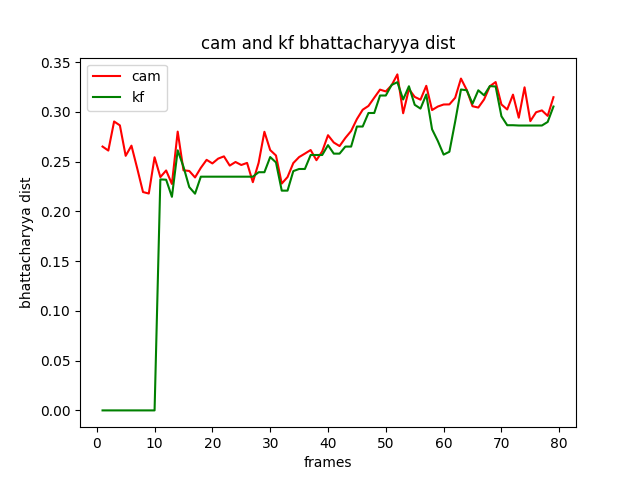 cam and kf bhattacharyya dist
cam
kf
bhattacharyya dist
0.35
0.30
0.25
0.20
0.15
0.10
0.05
0.00
0 10 20 30 40 50 60 70 80
frames